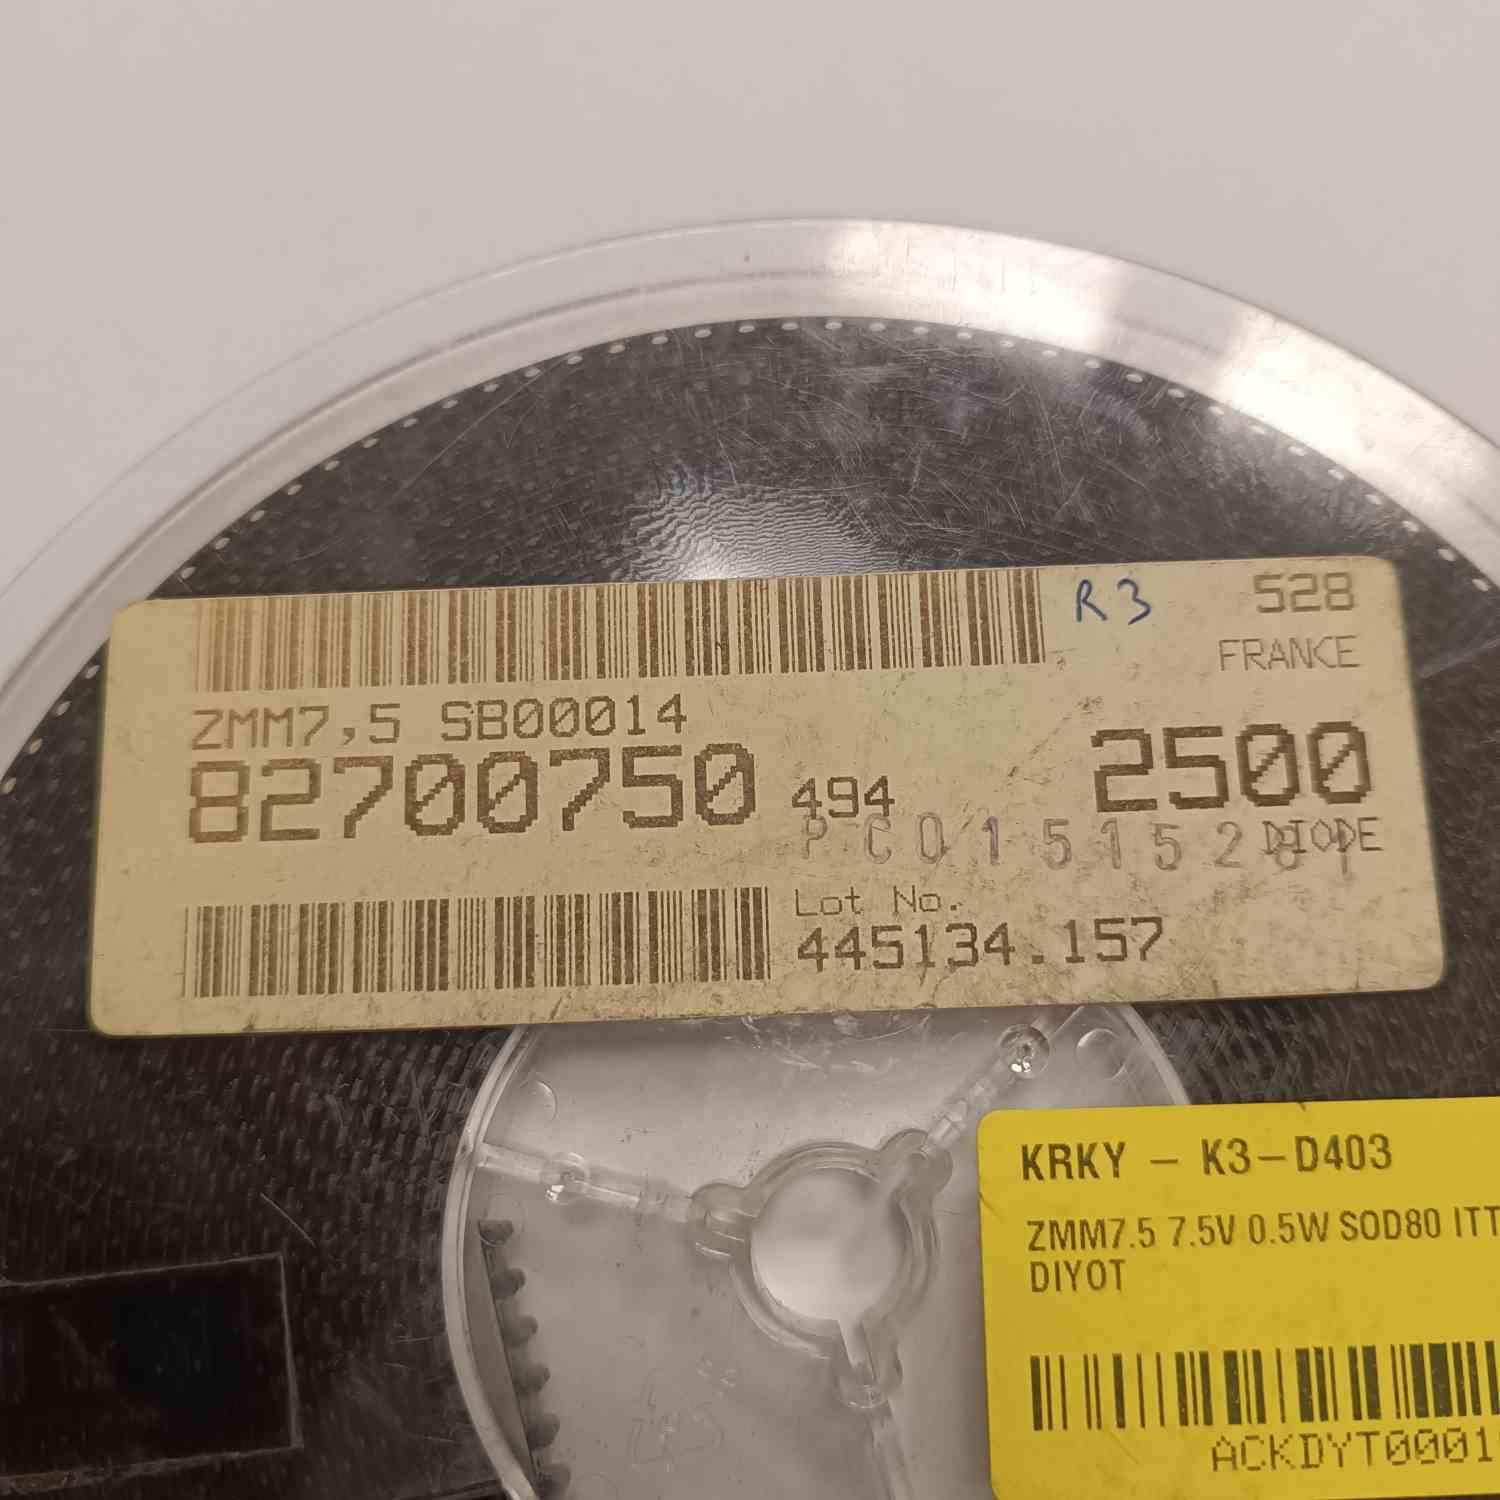 R3 528
FRANCE
ZMM7,5 SB00014
82700750 494 2500
PC01515281 DIODE
Lot No.
445134.157
KRKY - K3-D403
ZMM7.5 7.5V 0.5W SOD80 ITT
DIYOT